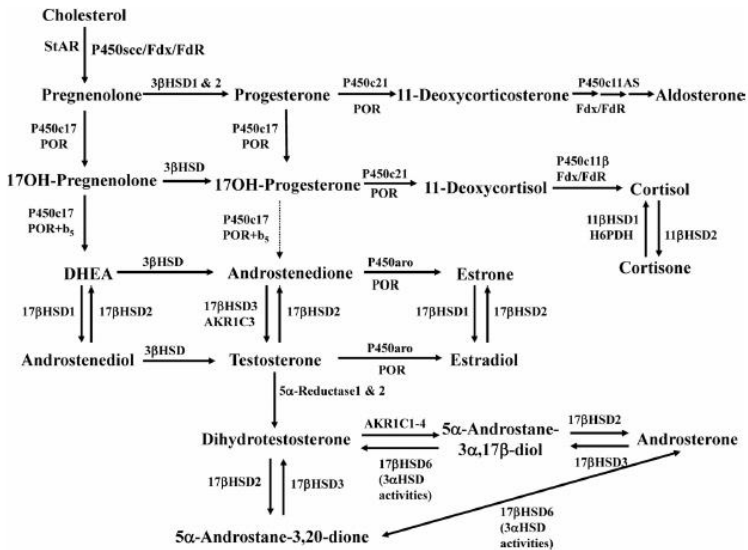 Cholesterol
StAR P450scc/Fdx/FdR
3βHSD1 & 2 P450c21 P450c11AS
Pregnenolone Progesterone 11-Deoxycorticosterone Aldosterone
POR Fdx/FdR
P450c17 P450c17
POR POR
3βHSD P450c21 P450c11β
Fdx/FdR
17OH-Pregnenolone 17OH-Progesterone 11-Deoxycortisol Cortisol
POR
P450c17 P450c17 11βHSD1 11βHSD2
POR+b5 POR+b5 H6PDH
Cortisone
3βHSD P450aro
DHEA Androstenedione Estrone
POR
17βHSD1 17βHSD2 17βHSD3 17βHSD2 17βHSD1 17βHSD2
AKR1C3
3βHSD P450aro
Androstenediol Testosterone Estradiol
POR
5α-Reductase1 & 2
AKR1C1-4 5α-Androstane- 17βHSD2
Dihydrotestosterone 3α,17β-diol Androsterone
17βHSD6 17βHSD3
(3αHSD
activities)
17βHSD2 17βHSD3
17βHSD6
(3αHSD
activities)
5α-Androstane-3,20-dione